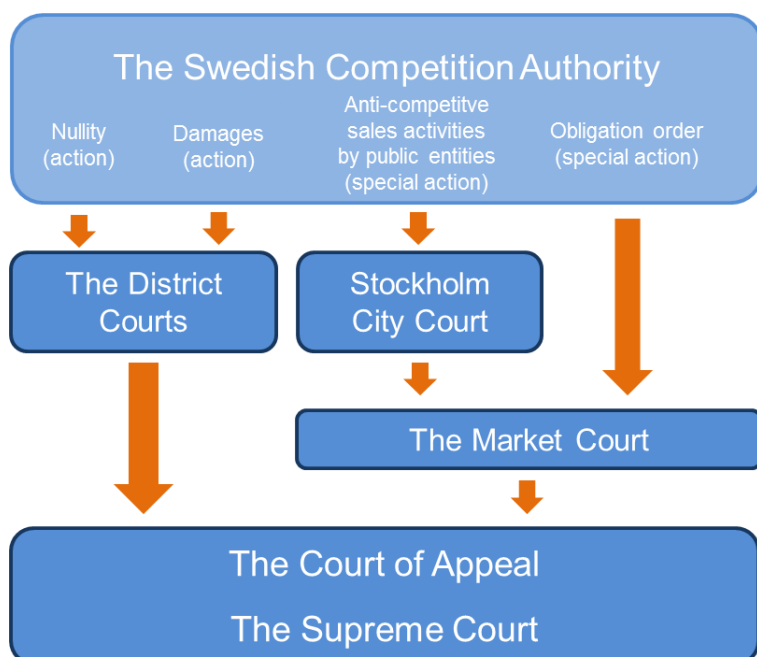 The Swedish Competition Authority
Nullity
(action)
Damages
(action)
Anti-competitve
sales activities
by public entities
(special action)
Obligation order
(special action)
The District
Courts
Stockholm
City Court
The Market Court
The Court of Appeal
The Supreme Court